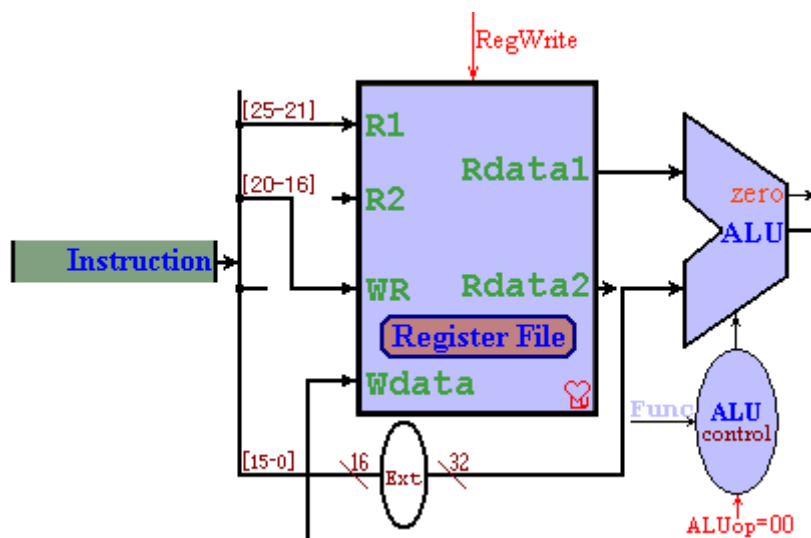 RegWrite
[25-21]
R1
Rdata1
[20-16]
R2
zero
ALU
Instruction
WR
Rdata2
Register File
Wdata
Func
ALU
control
[15-0]
16
Ext
32
ALUop=00